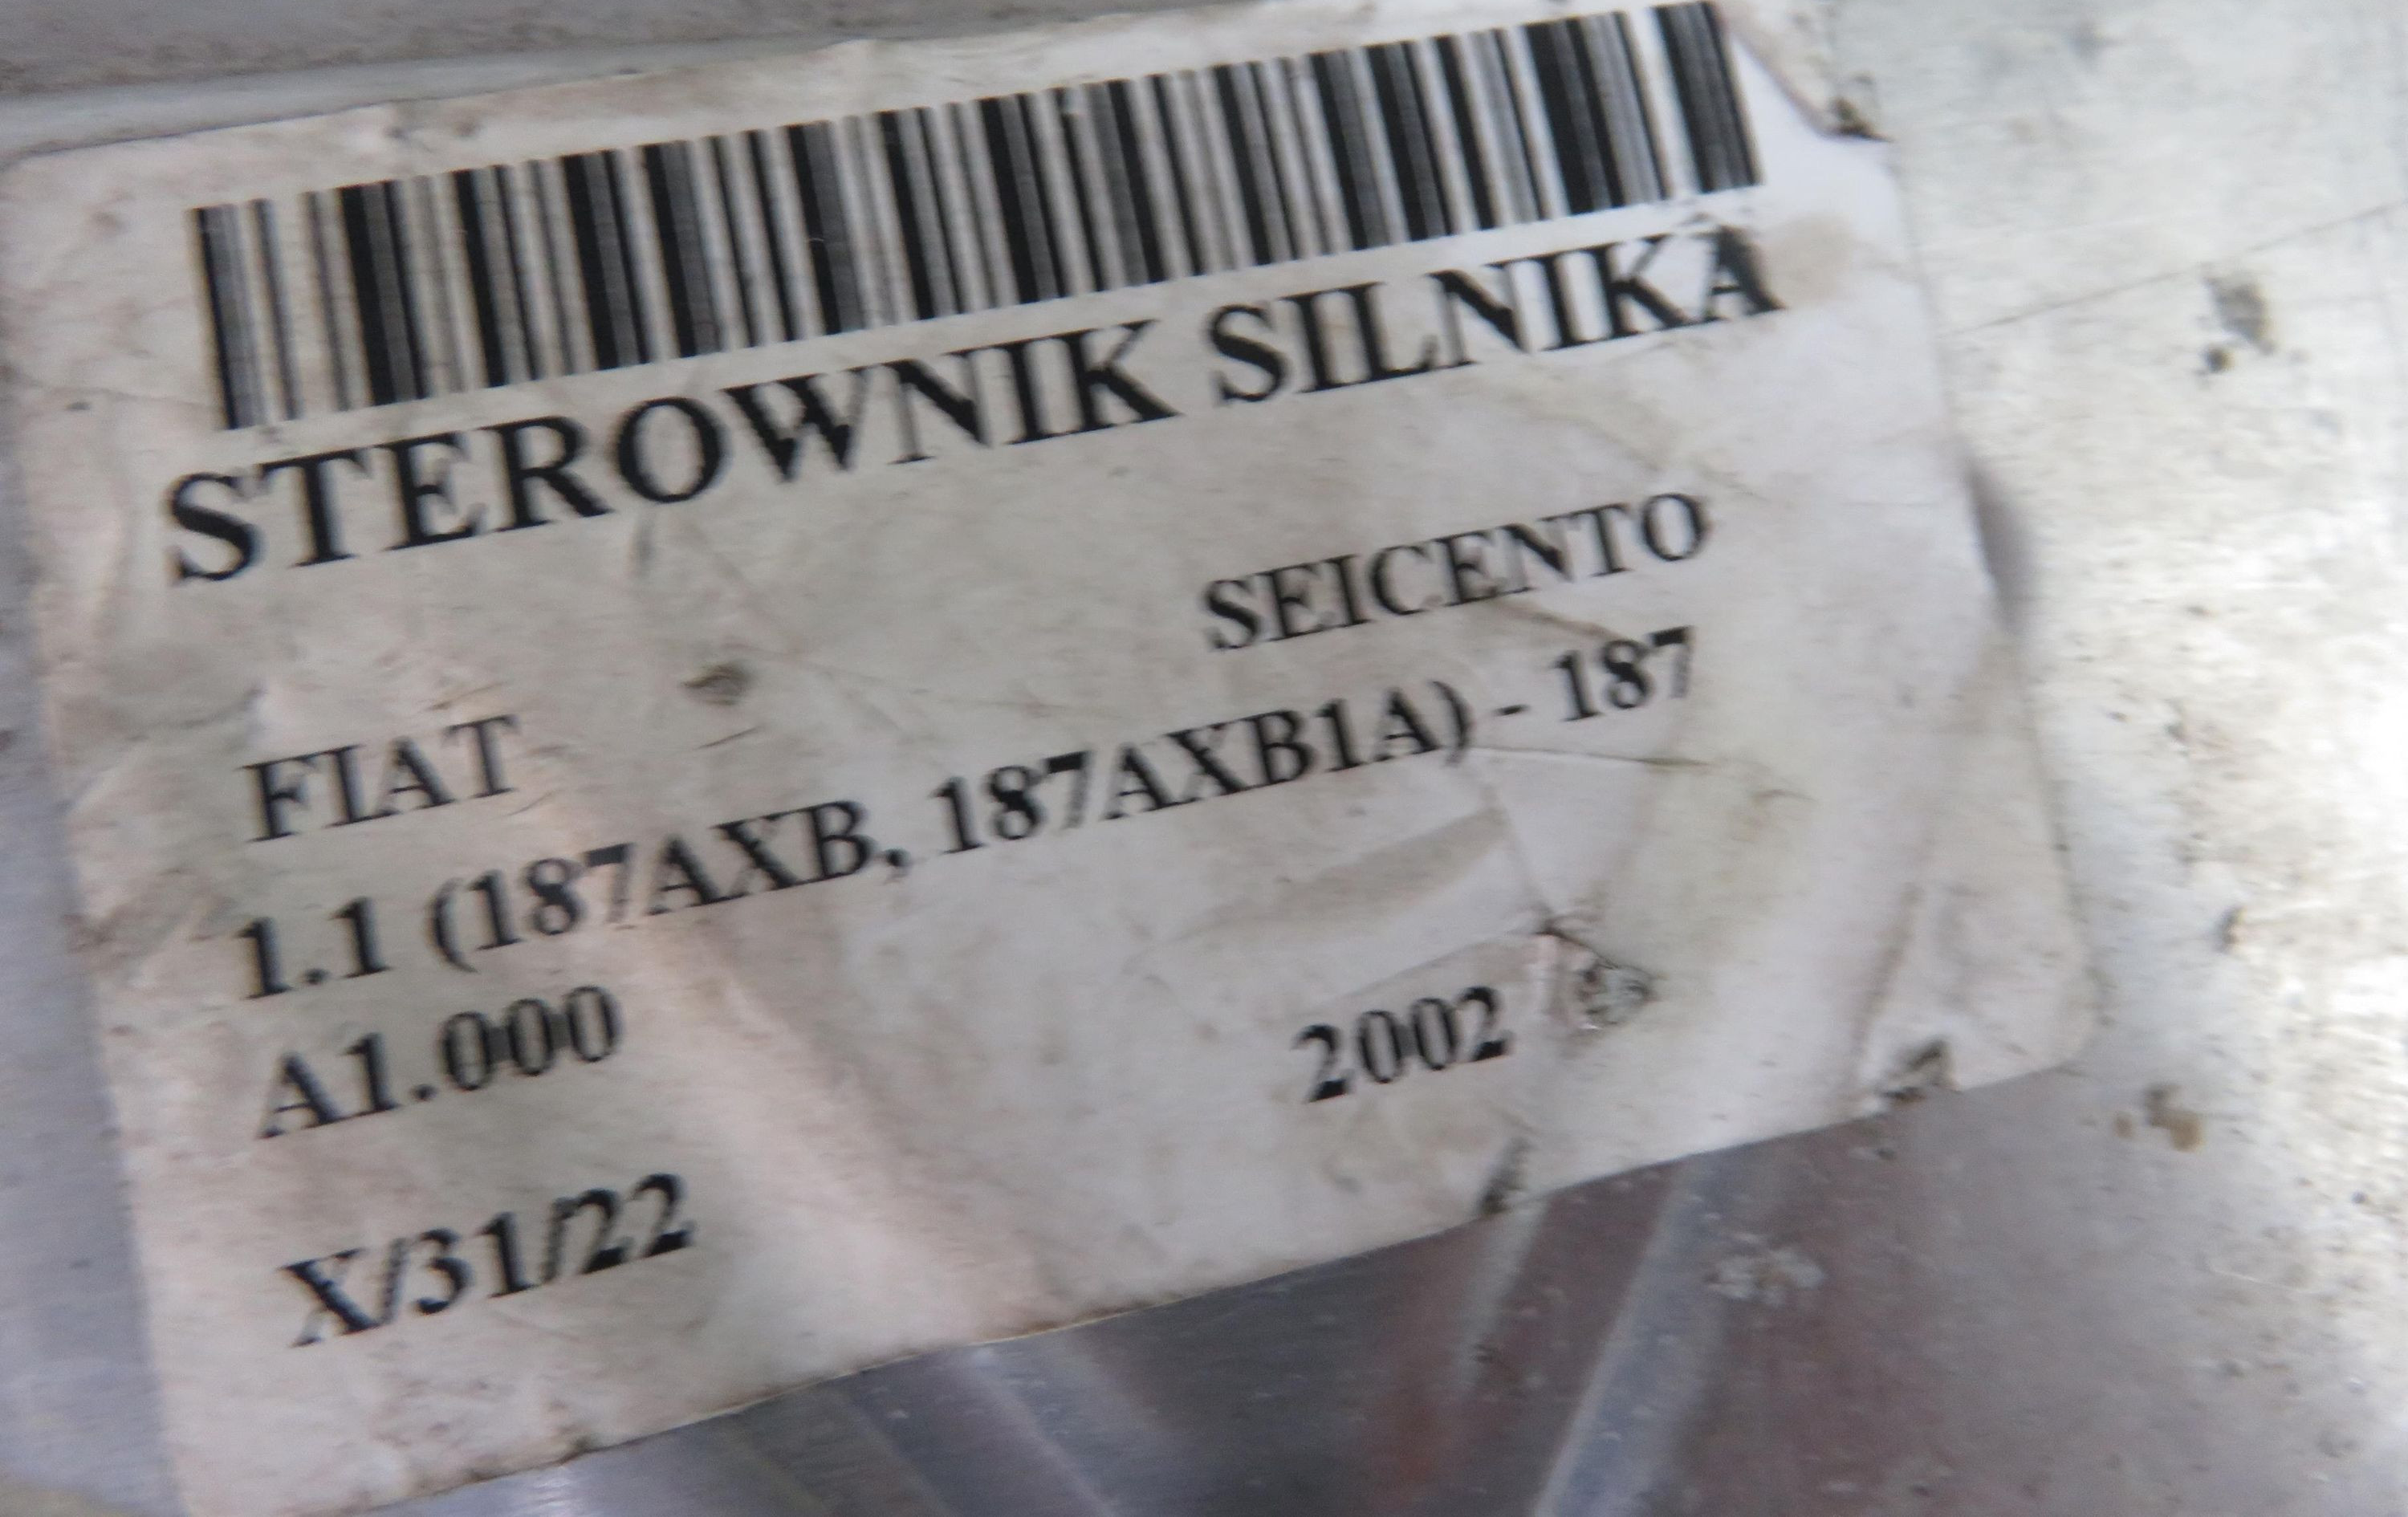 STEROWNIK SILNIKA
FIAT SEICENTO
1.1 (187AXB, 187AXB1A) - 187
A1.000 2002
X/31/22